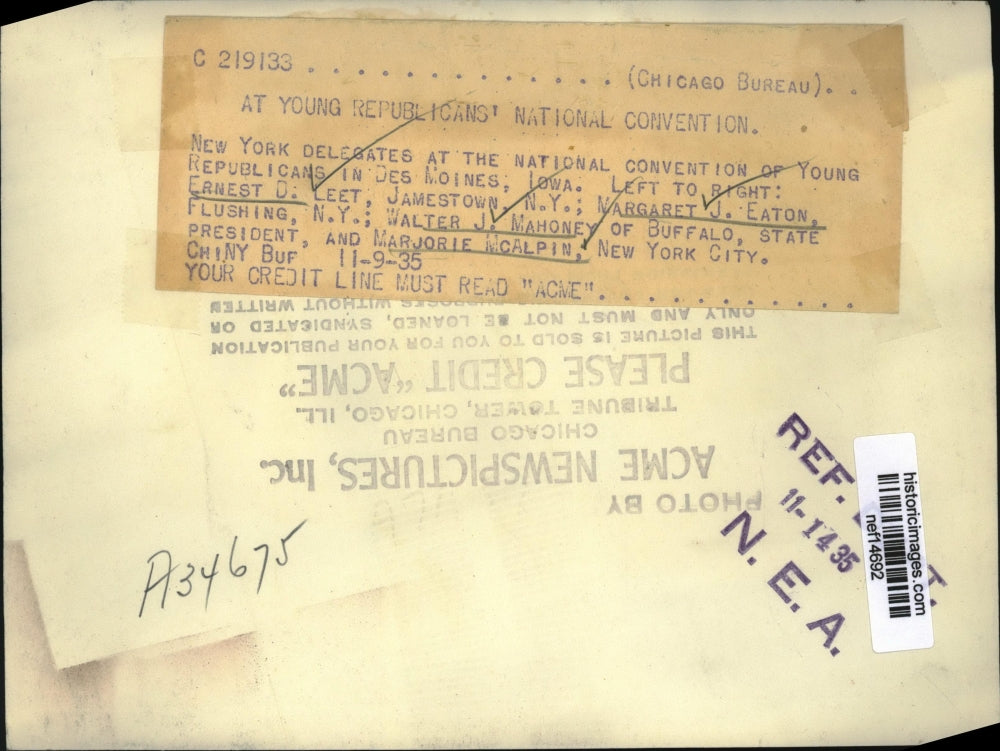 C 219133 . . . . . . . . . . . . . (CHICAGO BUREAU). . .
AT YOUNG REPUBLICANS' NATIONAL CONVENTION.
NEW YORK DELEGATES AT THE NATIONAL CONVENTION OF YOUNG
REPUBLICANS IN DES MOINES, IOWA. LEFT TO RIGHT:
ERNEST D. LEET, JAMESTOWN, N.Y.; MARGARET J. EATON,
FLUSHING, N.Y.; WALTER J. MAHONEY OF BUFFALO, STATE
PRESIDENT, AND MARJORIE MCALPIN, NEW YORK CITY.
CHINY BUF 11-9-35
YOUR CREDIT LINE MUST READ "ACME". . . . . . . . . . . .
PHOTO BY
ACME NEWSPICTURES, Inc.
CHICAGO BUREAU
TRIBUNE TOWER, CHICAGO, ILL.
PLEASE CREDIT "ACME"
THIS PICTURE IS SOLD TO YOU FOR YOUR PUBLICATION
ONLY AND MUST NOT BE LOANED, SYNDICATED OR
WITHOUT WRITTEN
A34675
REF.
11-14 35
N. E. A.
historicimages.com
nef14692